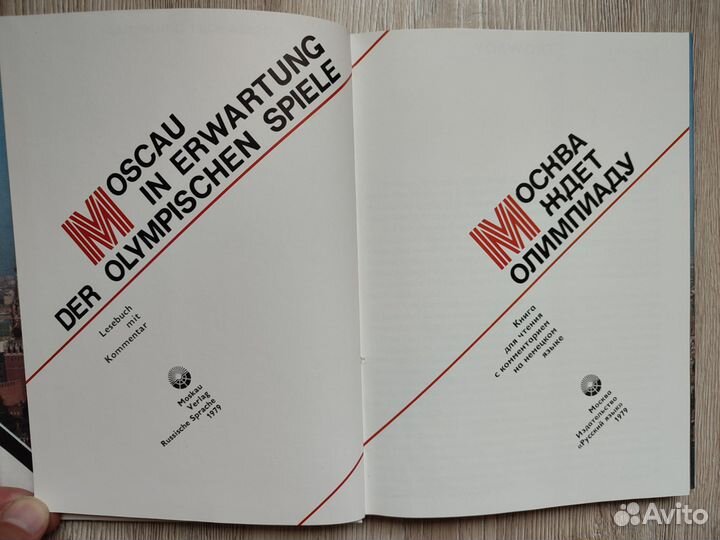 MOSCAU
IN ERWARTUNG
DER OLYMPISCHEN SPIELE
Lesebuch
mit
Kommentar
Moskau
Verlag
Russische Sprache
1979
МОСКВА
ЖДЕТ
ОЛИМПИАДУ
Книга
для чтения
с комментарием
на немецком
языке
Москва
Издательство
«Русский язык»
1979
Avito